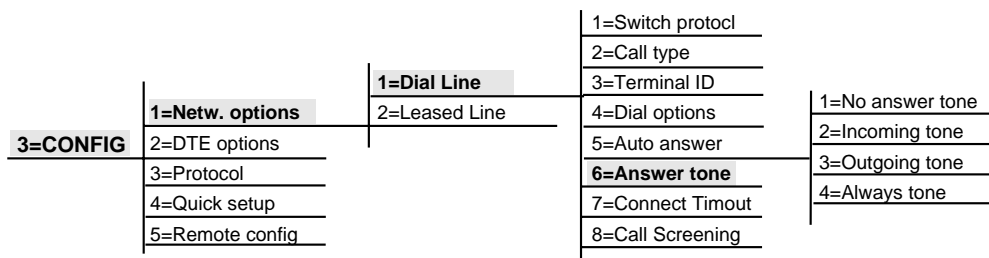 3=CONFIG
1=Netw. options
2=DTE options
3=Protocol
4=Quick setup
5=Remote config
1=Dial Line
2=Leased Line
1=Switch protocl
2=Call type
3=Terminal ID
4=Dial options
5=Auto answer
6=Answer tone
7=Connect Timout
8=Call Screening
1=No answer tone
2=Incoming tone
3=Outgoing tone
4=Always tone